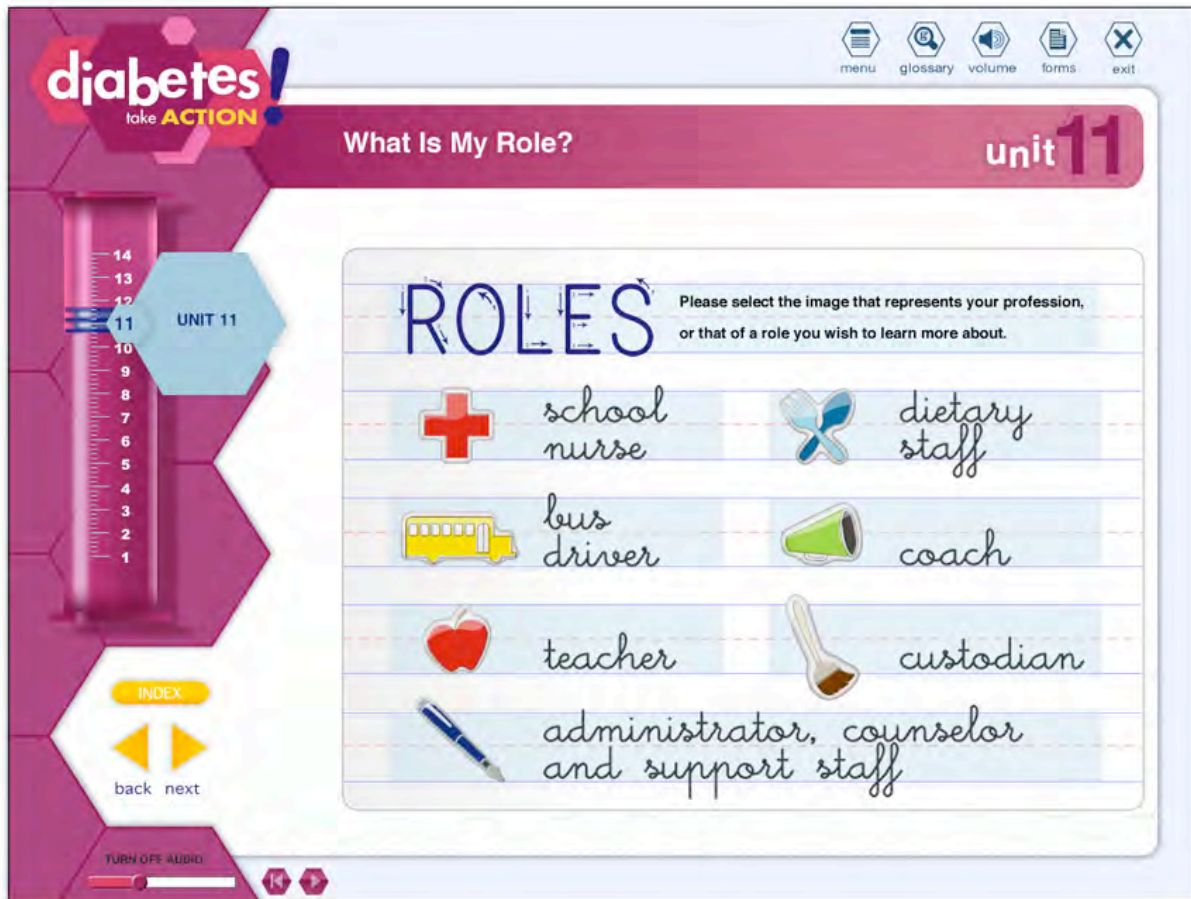 diabetes!
take ACTION
menu
glossary
volume
forms
exit
What Is My Role?
unit 11
14
13
12
11
10
9
8
7
6
5
4
3
2
1
UNIT 11
ROLES
Please select the image that represents your profession,
or that of a role you wish to learn more about.
school
nurse
dietary
staff
bus
driver
coach
teacher
custodian
administrator, counselor
and support staff
INDEX
back next
TURN OFF AUDIO